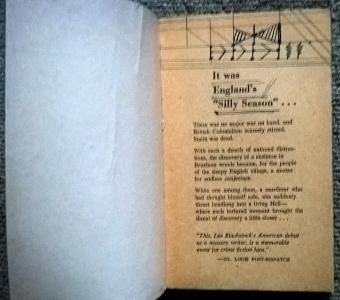 It was
England's
"Silly Season" . . .
There was no major war on hand, and
British Colonialism scarcely stirred.
Stalin was dead.
With such a dearth of national distrac-
tions, the discovery of a skeleton in
Broehoe woods became, for the people
of the sleepy English village, a matter
for endless conjecture.
While one among them, a murderer who
had thought himself safe, was suddenly
thrust headlong into a living Hell—
where each tortured moment brought the
threat of discovery a little closer . . .
"This, Lee Blackstock's American debut
as a mystery writer, is a memorable
event for crime fiction fans."
—ST. LOUIS POST-DISPATCH